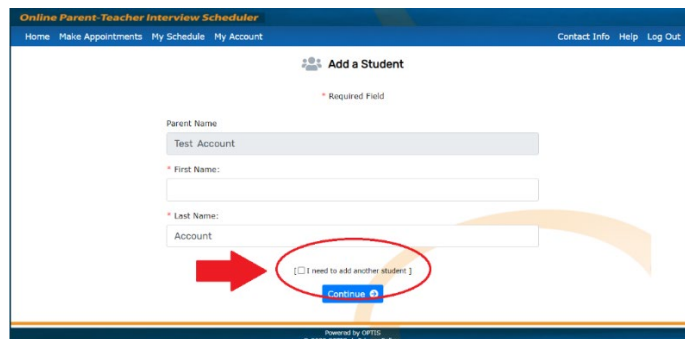 Online Parent-Teacher Interview Scheduler
Home Make Appointments My Schedule My Account Contact Info Help Log Out
Add a Student
* Required Field
Parent Name
Test Account
* First Name:
* Last Name:
Account
[ I need to add another student ]
Continue
Powered by OPTIS